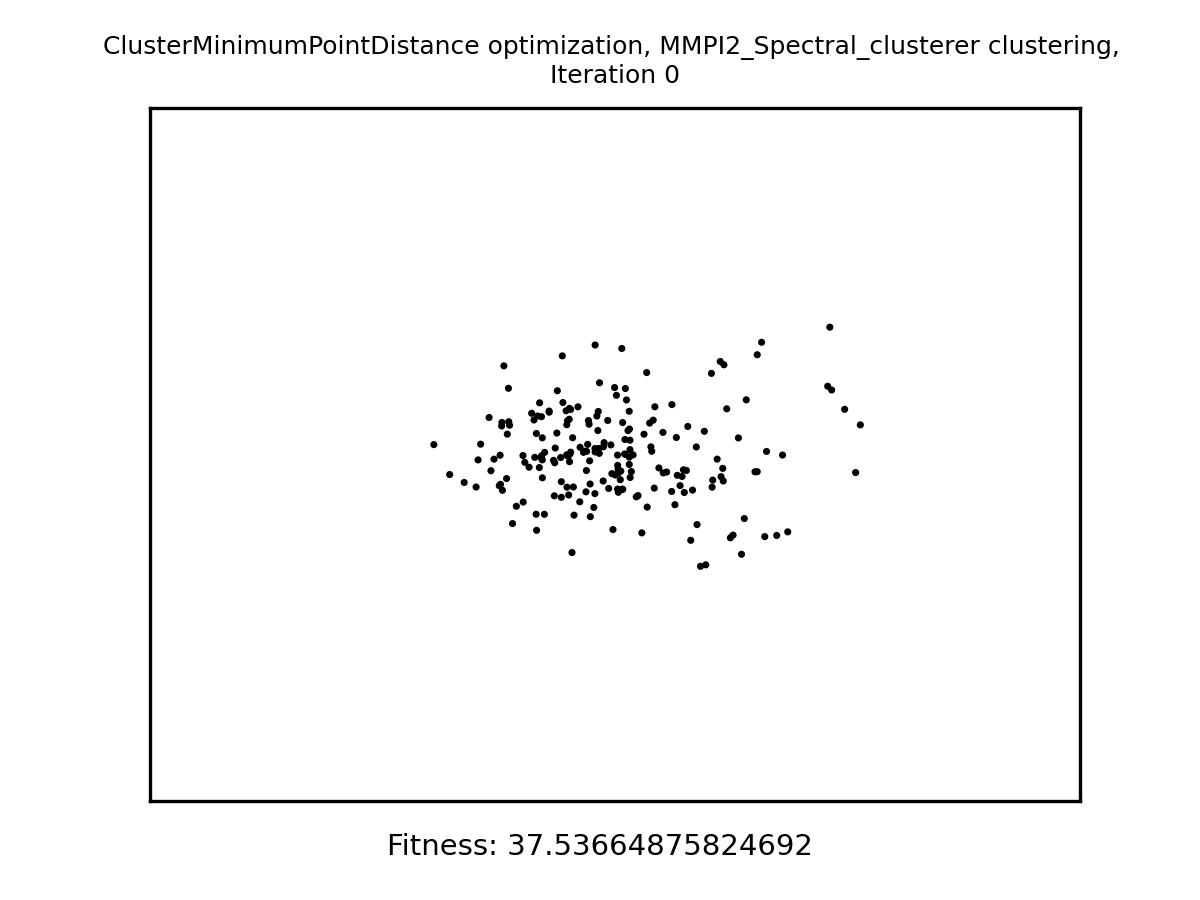 ClusterMinimumPointDistance optimization, MMPI2_Spectral_clusterer clustering,
Iteration 0
Fitness: 37.53664875824692